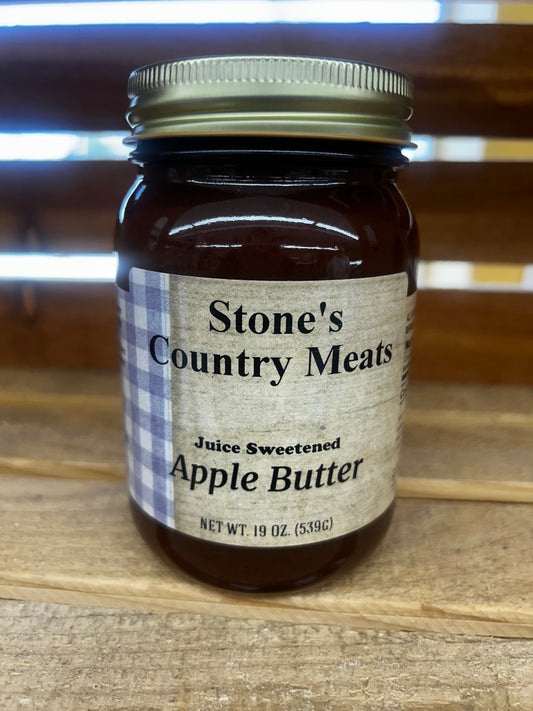 Stone's
Country Meats
Juice Sweetened
Apple Butter
NET WT. 19 OZ. (539G)